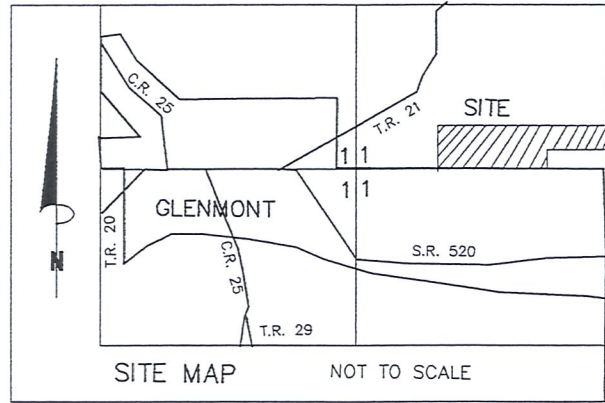 C.R. 25
T.R. 21
SITE
1 1
1 1
GLENMONT
T.R. 20
C.R. 25
S.R. 520
N
T.R. 29
SITE MAP
NOT TO SCALE